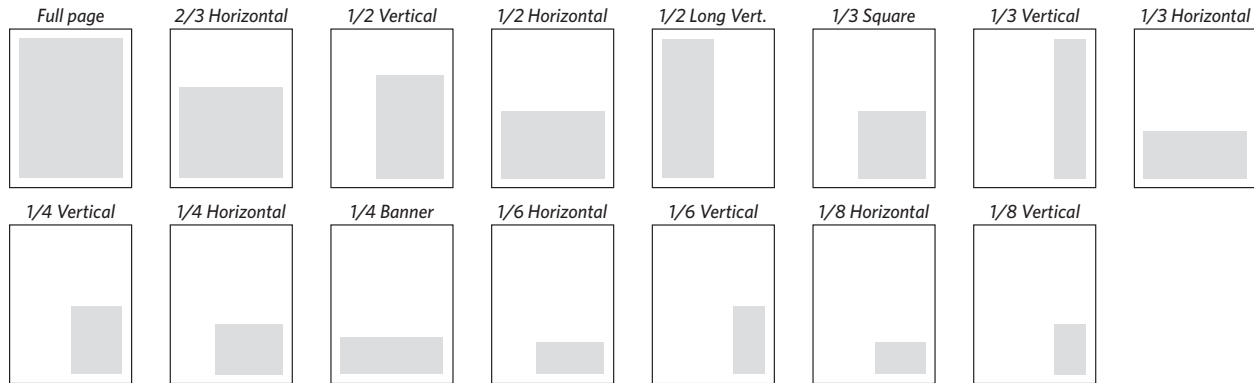 Full page 2/3 Horizontal 1/2 Vertical 1/2 Horizontal 1/2 Long Vert. 1/3 Square 1/3 Vertical 1/3 Horizontal
1/4 Vertical 1/4 Horizontal 1/4 Banner 1/6 Horizontal 1/6 Vertical 1/8 Horizontal 1/8 Vertical